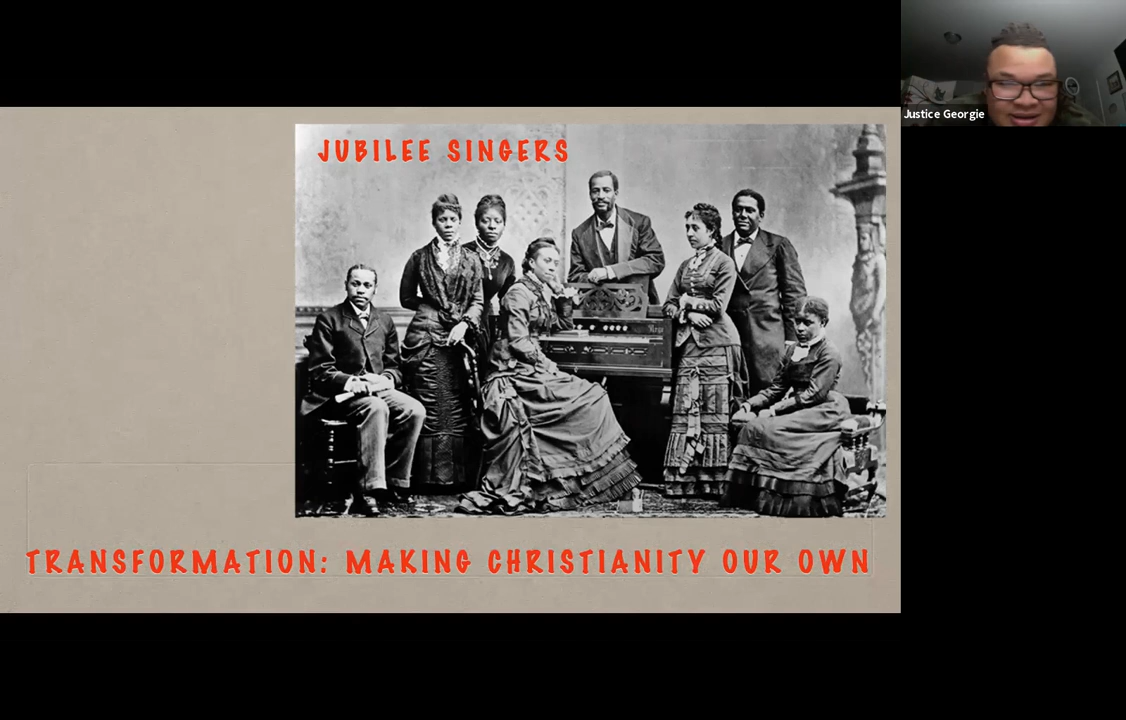 JUBILEE SINGERS
Justice Georgie
TRANSFORMATION: MAKING CHRISTIANITY OUR OWN